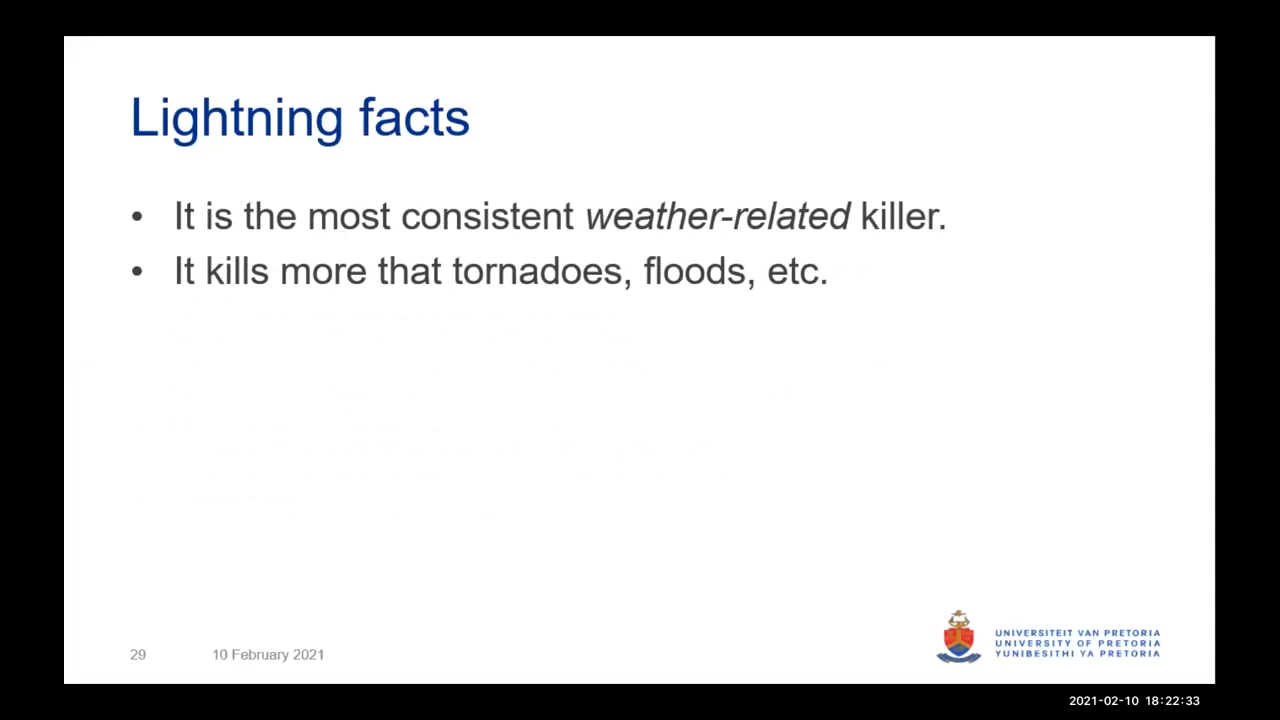 Lightning facts
• It is the most consistent weather-related killer.
• It kills more that tornadoes, floods, etc.
29 10 February 2021
UNIVERSITEIT VAN PRETORIA
UNIVERSITY OF PRETORIA
YUNIBESITHI YA PRETORIA
2021-02-10 18:22:33